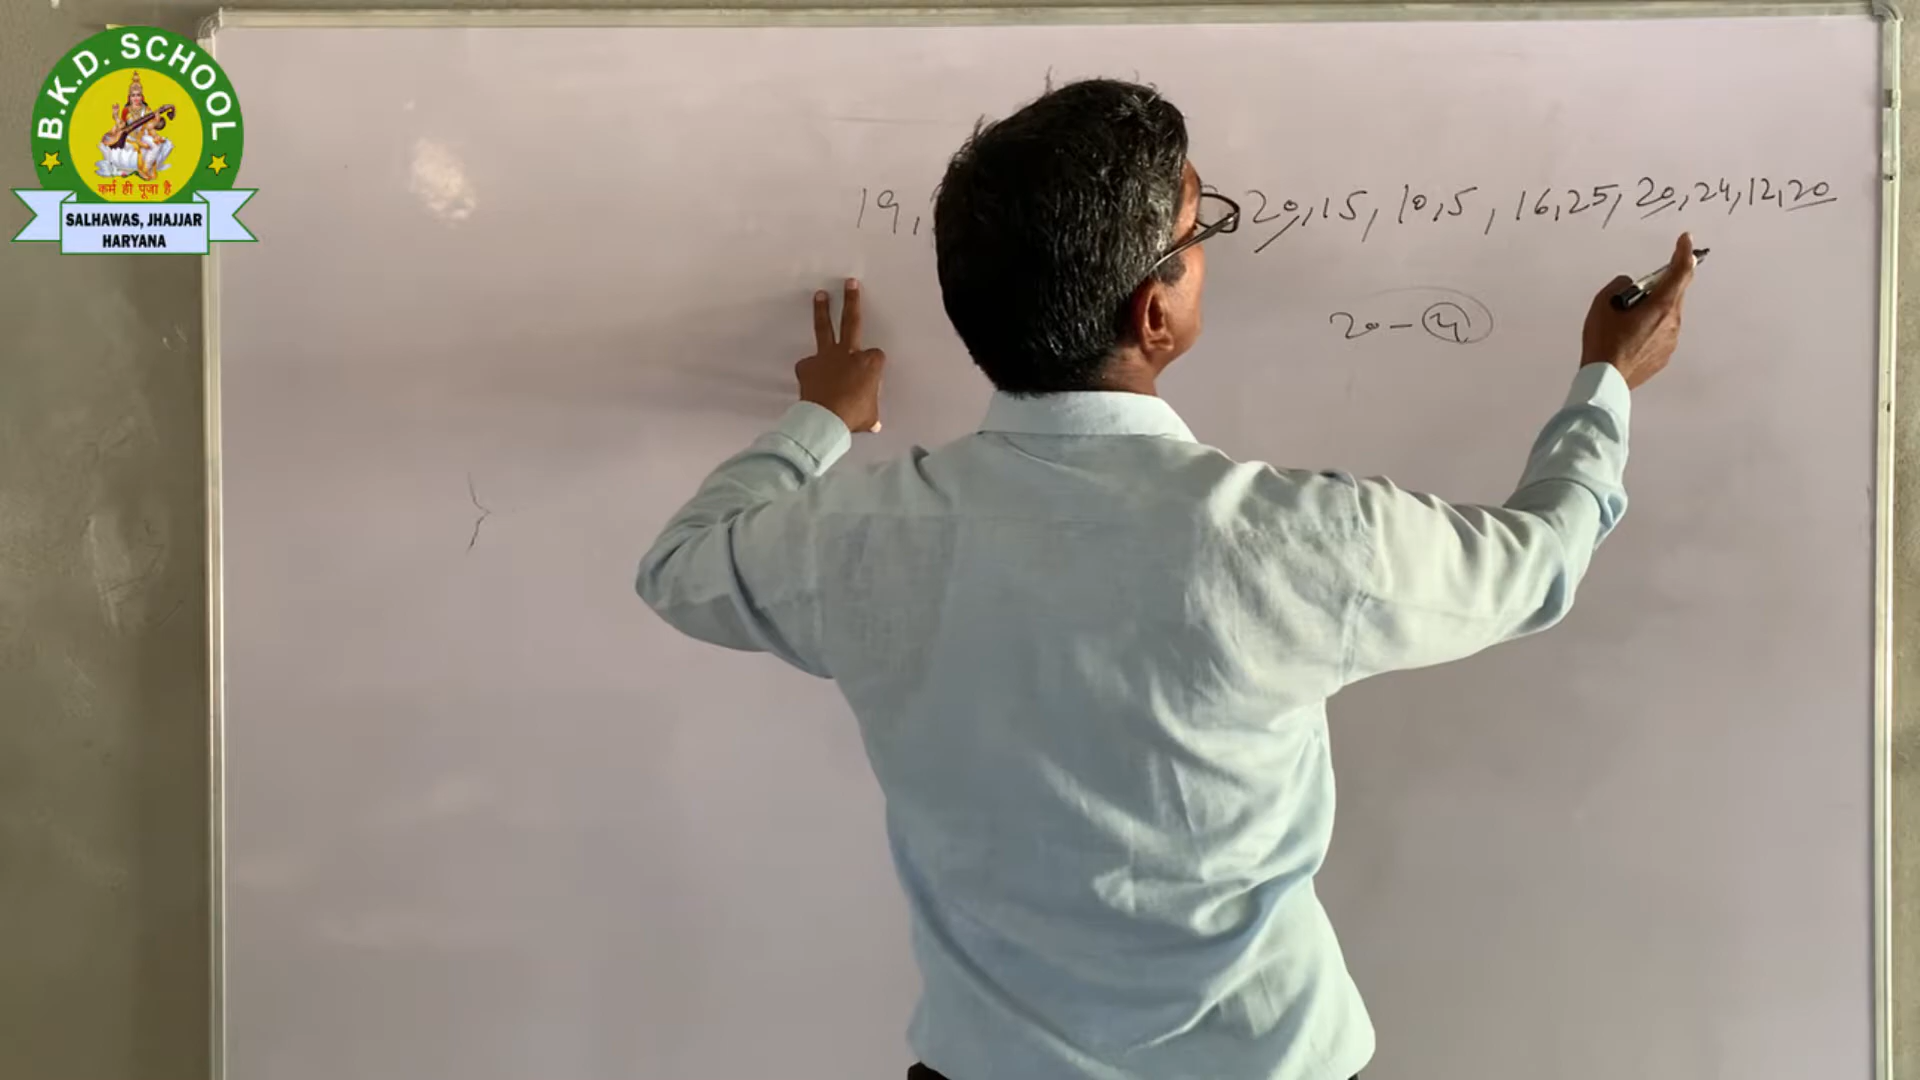 B.K.D. SCHOOL
कर्म ही पूजा है
SALHAWAS, JHAJJAR
HARYANA
19, 20, 15, 10, 5, 16, 25, 20, 24, 12, 20
20 - 4